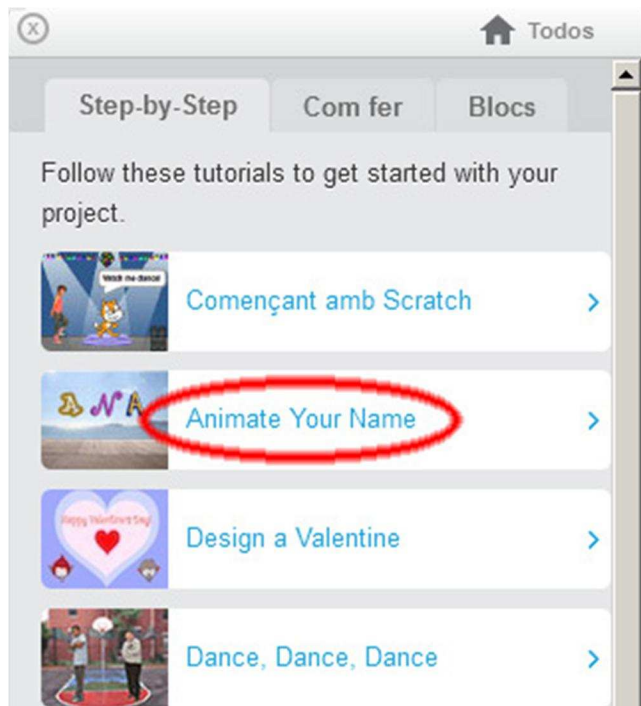 Todos
Step-by-Step Com fer Blocs
Follow these tutorials to get started with your
project.
Watch me dance!
Començant amb Scratch
ANA
Animate Your Name
Happy Valentine's Day!
Design a Valentine
Dance, Dance, Dance